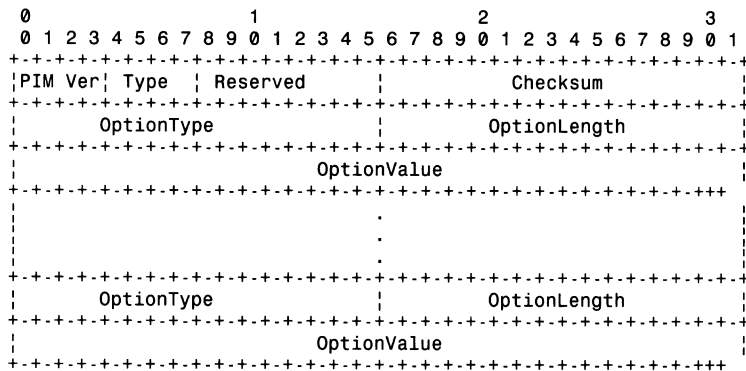 0 1 2 3
0 1 2 3 4 5 6 7 8 9 0 1 2 3 4 5 6 7 8 9 0 1 2 3 4 5 6 7 8 9 0 1
+-+-+-+-+-+-+-+-+-+-+-+-+-+-+-+-+-+-+-+-+-+-+-+-+-+-+-+-+-+-+-+-+
|PIM Ver| Type | Reserved | Checksum |
+-+-+-+-+-+-+-+-+-+-+-+-+-+-+-+-+-+-+-+-+-+-+-+-+-+-+-+-+-+-+-+-+
| OptionType | OptionLength |
+-+-+-+-+-+-+-+-+-+-+-+-+-+-+-+-+-+-+-+-+-+-+-+-+-+-+-+-+-+-+-+-+
| OptionValue |
+-+-+-+-+-+-+-+-+-+-+-+-+-+-+-+-+-+-+-+-+-+-+-+-+-+-+-+-+-+-+++
| . |
| . |
| . |
+-+-+-+-+-+-+-+-+-+-+-+-+-+-+-+-+-+-+-+-+-+-+-+-+-+-+-+-+-+-+-+-+
| OptionType | OptionLength |
+-+-+-+-+-+-+-+-+-+-+-+-+-+-+-+-+-+-+-+-+-+-+-+-+-+-+-+-+-+-+-+-+
| OptionValue |
+-+-+-+-+-+-+-+-+-+-+-+-+-+-+-+-+-+-+-+-+-+-+-+-+-+-+-+-+-+-+++